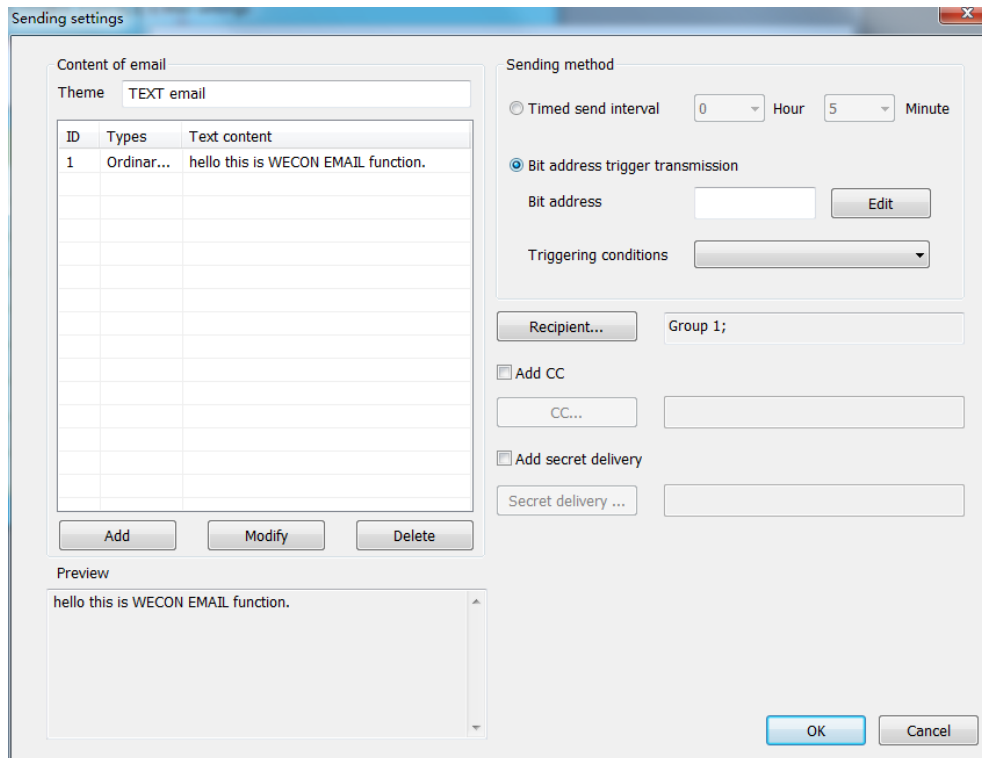 Sending settings
Content of email
Theme TEXT email
ID Types Text content
1 Ordinar... hello this is WECON EMAIL function.
Add Modify Delete
Preview
hello this is WECON EMAIL function.
Sending method
Timed send interval 0 Hour 5 Minute
Bit address trigger transmission
Bit address Edit
Triggering conditions
Recipient... Group 1;
Add CC
CC...
Add secret delivery
Secret delivery ...
OK Cancel